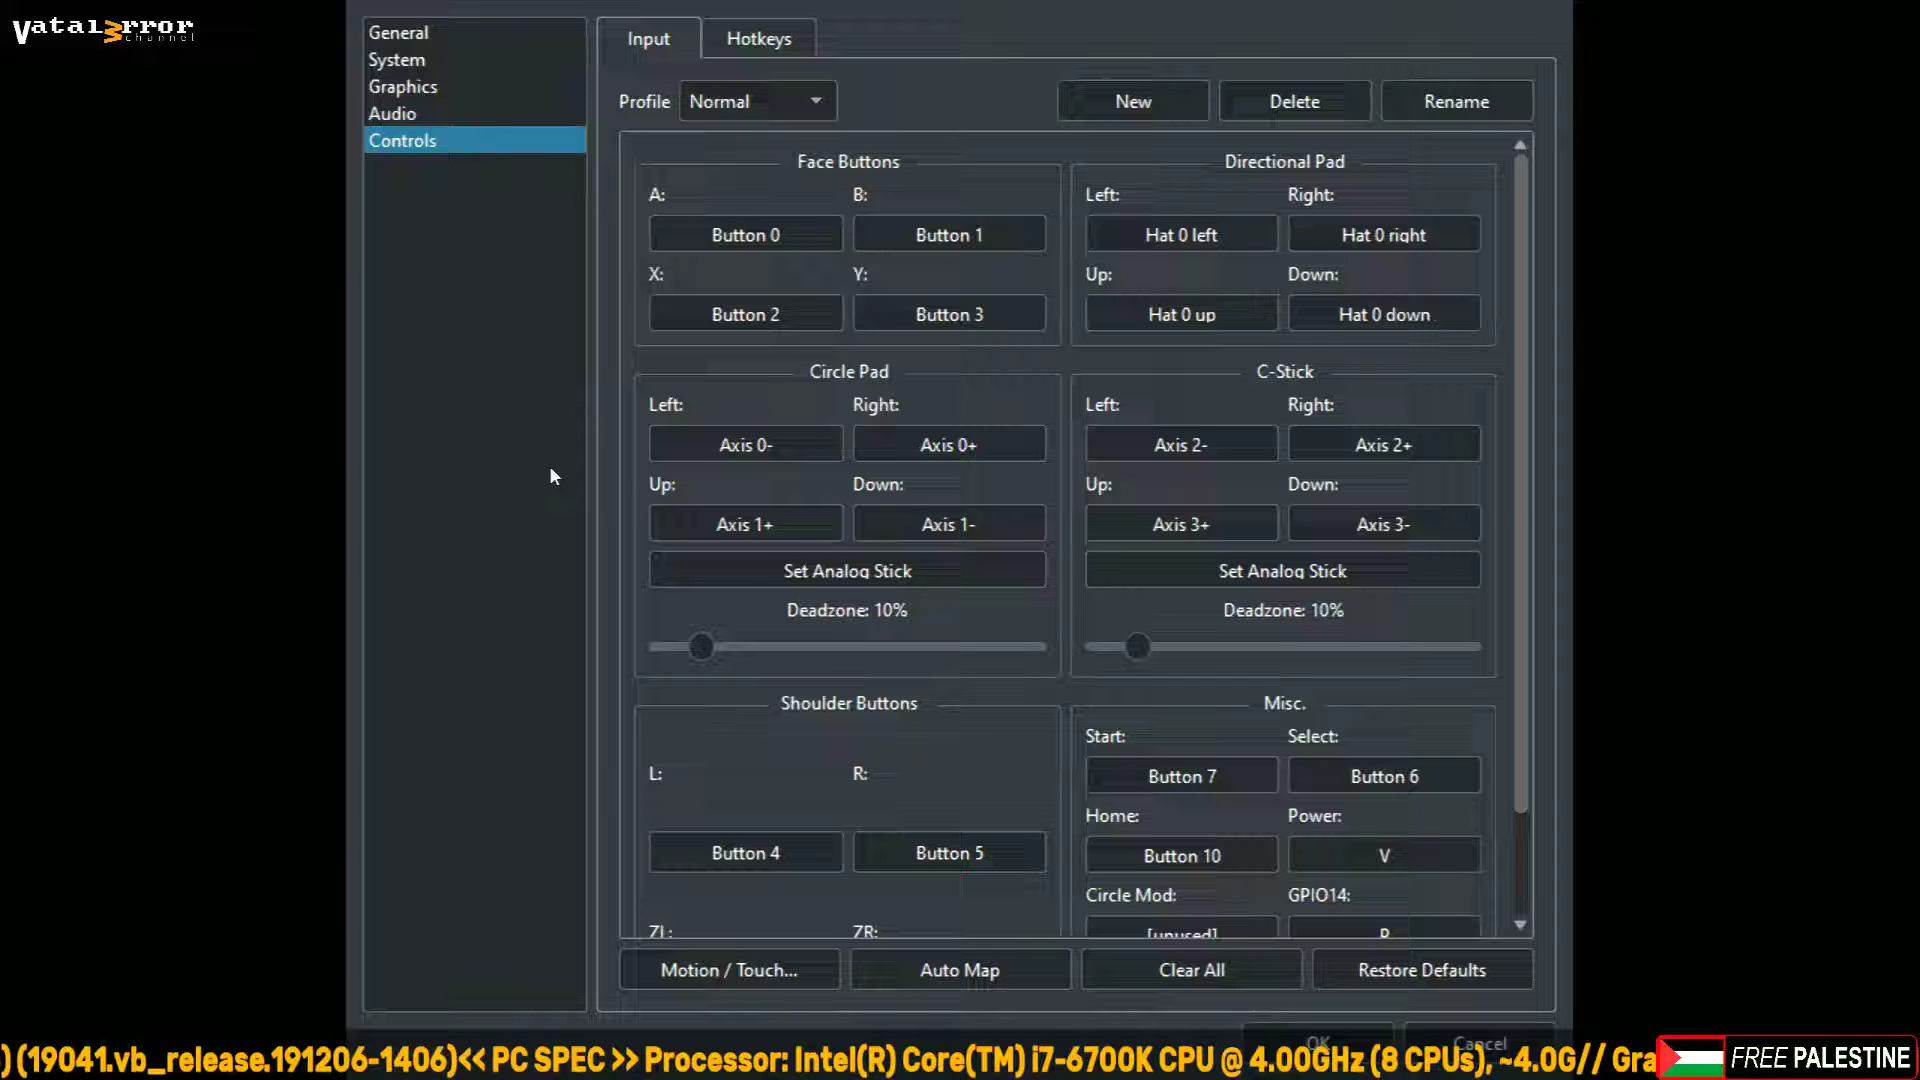 Vatal3rror
channel
General
System
Graphics
Audio
Controls
Input
Hotkeys
Profile
Normal
New
Delete
Rename
Face Buttons
A:
B:
Button 0
Button 1
X:
Y:
Button 2
Button 3
Directional Pad
Left:
Right:
Hat 0 left
Hat 0 right
Up:
Down:
Hat 0 up
Hat 0 down
Circle Pad
Left:
Right:
Axis 0-
Axis 0+
Up:
Down:
Axis 1+
Axis 1-
Set Analog Stick
Deadzone: 10%
C-Stick
Left:
Right:
Axis 2-
Axis 2+
Up:
Down:
Axis 3+
Axis 3-
Set Analog Stick
Deadzone: 10%
Shoulder Buttons
L:
R:
Button 4
Button 5
ZL:
ZR:
Misc.
Start:
Select:
Button 7
Button 6
Home:
Power:
Button 10
V
Circle Mod:
GPIO14:
[unused]
P
Motion / Touch...
Auto Map
Clear All
Restore Defaults
OK
Cancel
) (19041.vb_release.191206-1406)<< PC SPEC >> Processor: Intel(R) Core(TM) i7-6700K CPU @ 4.00GHz (8 CPUs), ~4.0G// Gra
FREE PALESTINE